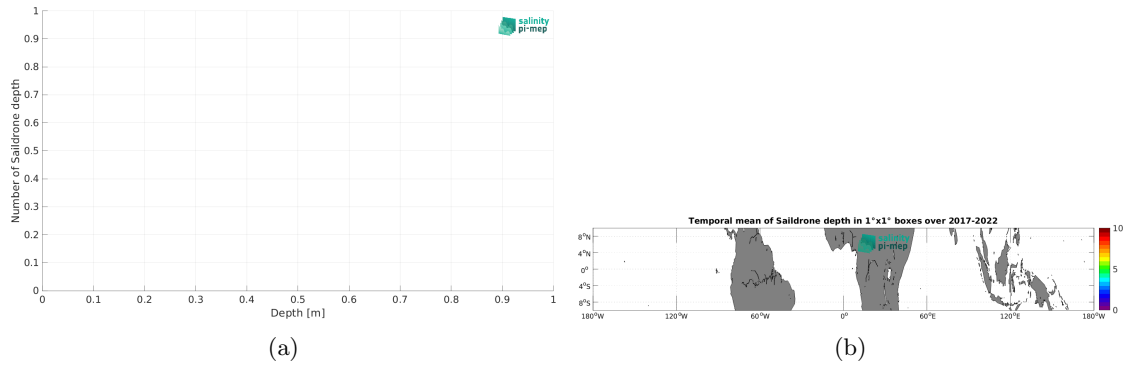 1
0.9
0.8
0.7
0.6
0.5
0.4
0.3
0.2
0.1
0
Number of Saildrone depth
0 0.1 0.2 0.3 0.4 0.5 0.6 0.7 0.8 0.9 1
Depth [m]
salinity
pi-mep
(a)
Temporal mean of Saildrone depth in 1°x1° boxes over 2017-2022
8°N
4°N
0°
4°S
8°S
180°W 120°W 60°W 0° 60°E 120°E 180°W
salinity
pi-mep
10
5
0
(b)